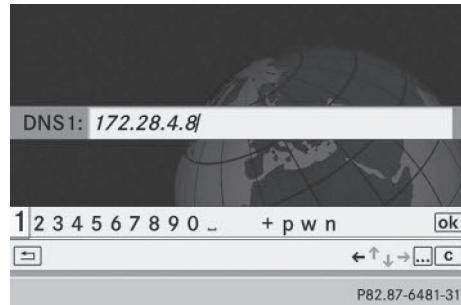 DNS1: 172.28.4.8
1 2 3 4 5 6 7 8 9 0 ␣ + p w n ok
←↑↓→ ... c
P82.87-6481-31